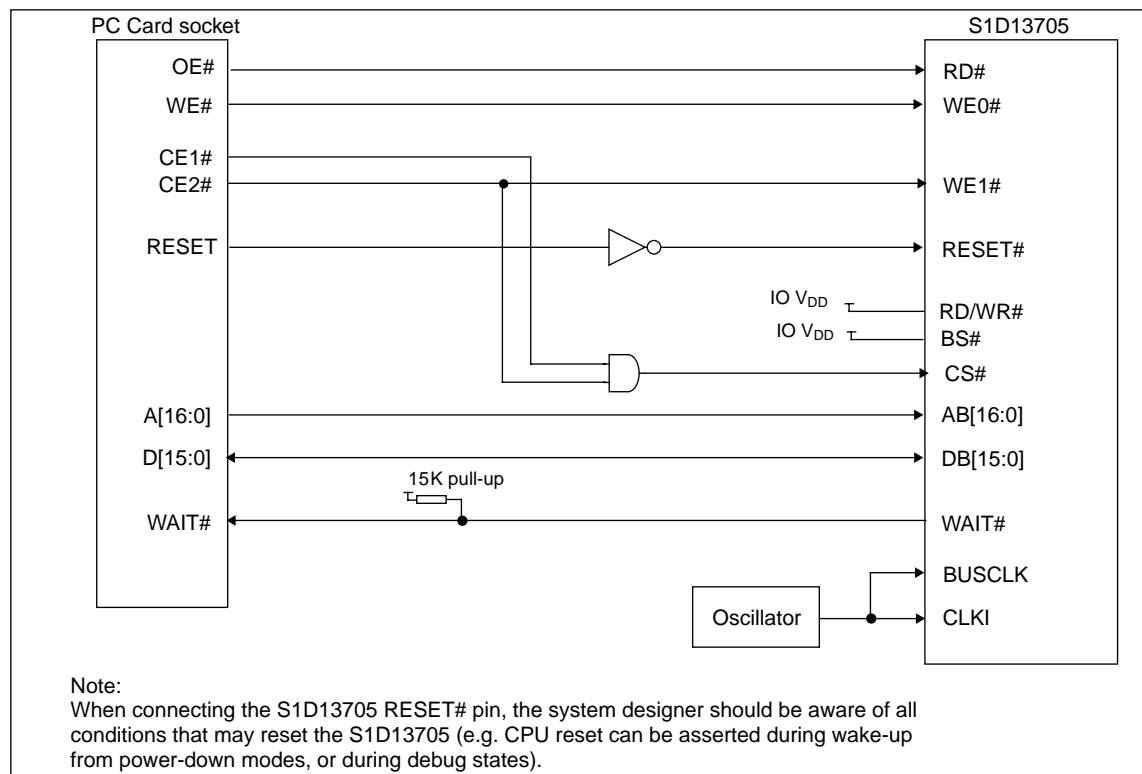 PC Card socket
S1D13705
OE#
RD#
WE#
WE0#
CE1#
CE2#
WE1#
RESET
RESET#
IO VDD
RD/WR#
IO VDD
BS#
CS#
A[16:0]
AB[16:0]
D[15:0]
DB[15:0]
15K pull-up
WAIT#
WAIT#
BUSCLK
Oscillator
CLKI
Note:
When connecting the S1D13705 RESET# pin, the system designer should be aware of all
conditions that may reset the S1D13705 (e.g. CPU reset can be asserted during wake-up
from power-down modes, or during debug states).